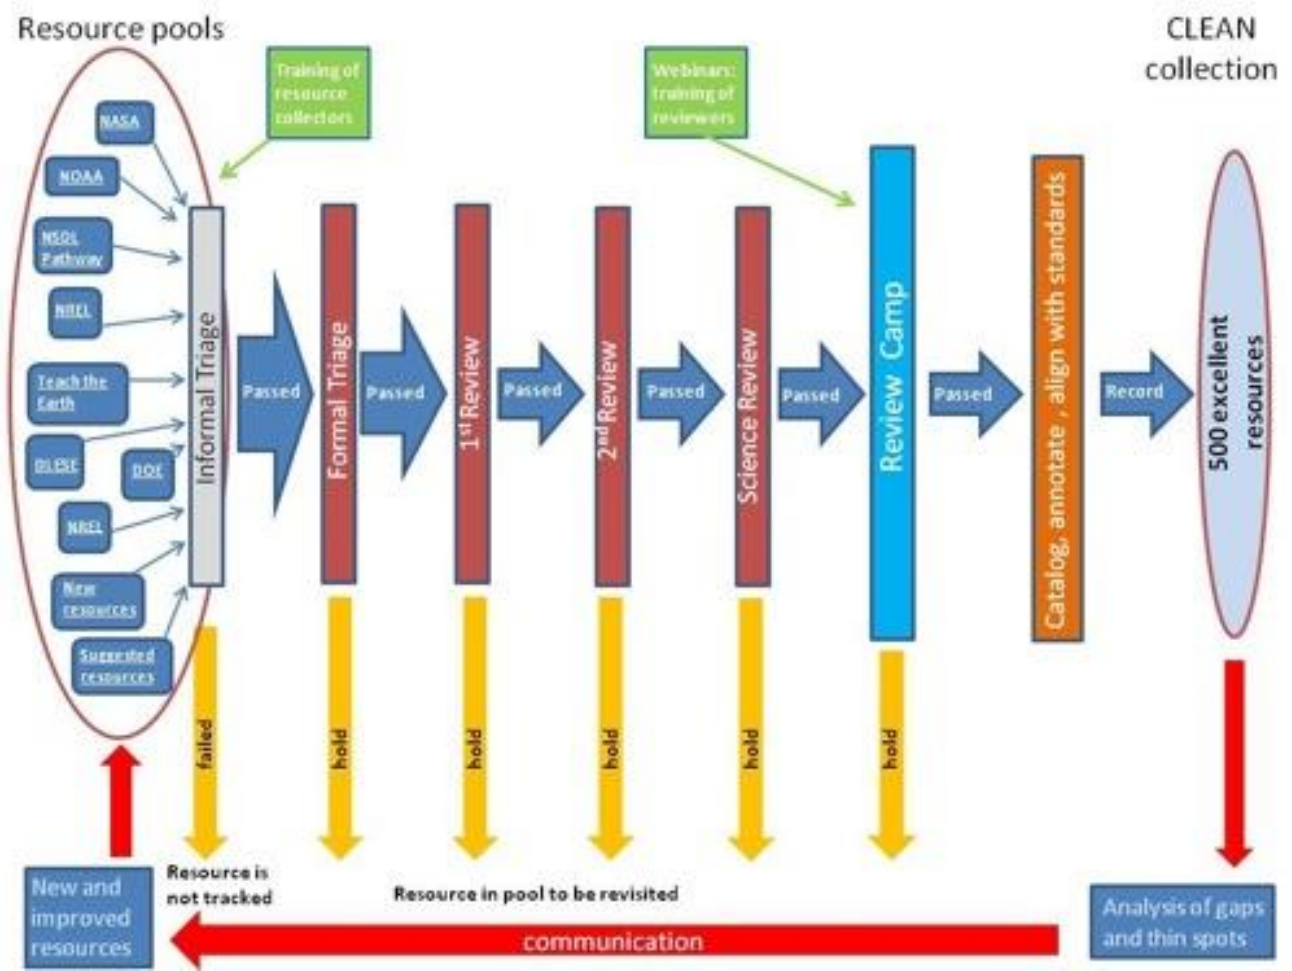 Resource pools
CLEAN
collection
Training of
resource
collectors
Webinars:
training of
reviewers
NASA
NOAA
NSDL
Pathway
NREL
Teach the
Earth
DLESE
DOE
NREL
New
resources
Suggested
resources
Informal Triage
Passed
Formal Triage
Passed
1st Review
Passed
2nd Review
Passed
Science Review
Passed
Review Camp
Passed
Catalog, annotate , align with standards
Record
500 excellent
resources
failed
hold
hold
hold
hold
hold
Resource is
not tracked
Resource in pool to be revisited
New and
improved
resources
communication
Analysis of gaps
and thin spots